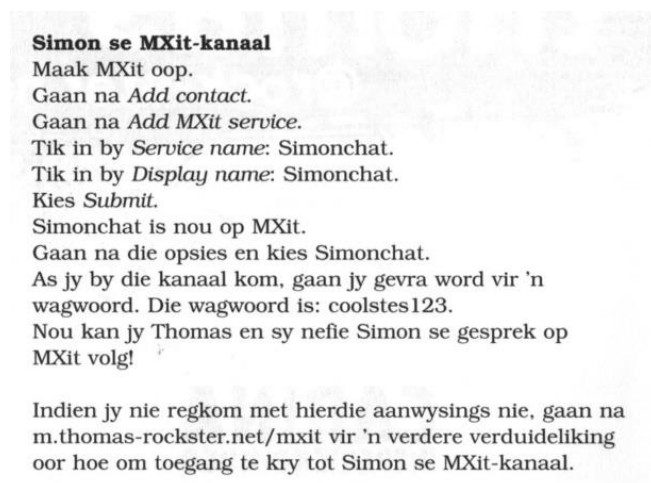 Simon se MXit-kanaal
Maak MXit oop.
Gaan na Add contact.
Gaan na Add MXit service.
Tik in by Service name: Simonchat.
Tik in by Display name: Simonchat.
Kies Submit.
Simonchat is nou op MXit.
Gaan na die opsies en kies Simonchat.
As jy by die kanaal kom, gaan jy gevra word vir 'n
wagwoord. Die wagwoord is: coolstes123.
Nou kan jy Thomas en sy nefie Simon se gesprek op
MXit volg!
Indien jy nie regkom met hierdie aanwysings nie, gaan na
m.thomas-rockster.net/mxit vir 'n verdere verduideliking
oor hoe om toegang te kry tot Simon se MXit-kanaal.